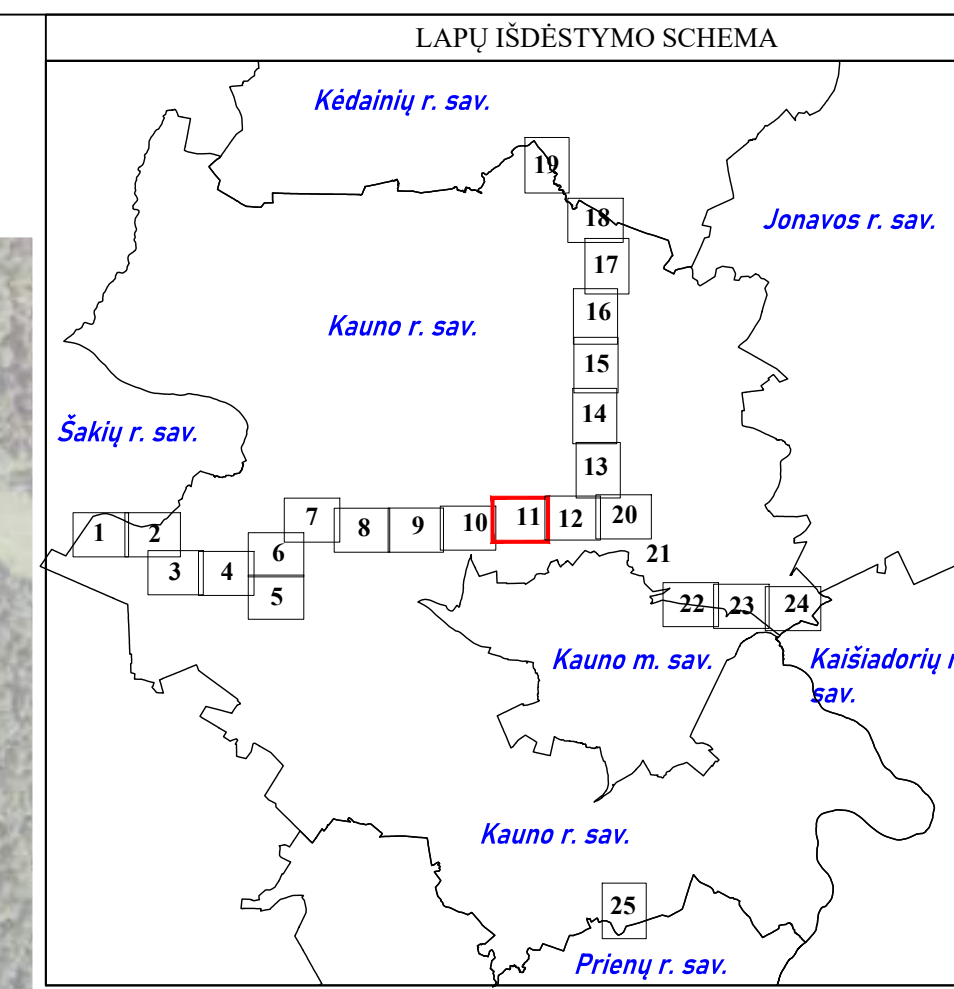 LAPŲ IŠDĖSTYMO SCHEMA
Kėdainių r. sav.
19
18
Jonavos r. sav.
17
16
Kauno r. sav.
15
14
Šakių r. sav.
13
1
2
3
4
5
6
7
8
9
10
11
12
20
21
22
23
24
Kauno m. sav.
Kaišiadorių r
sav.
Kauno r. sav.
25
Prienų r. sav.